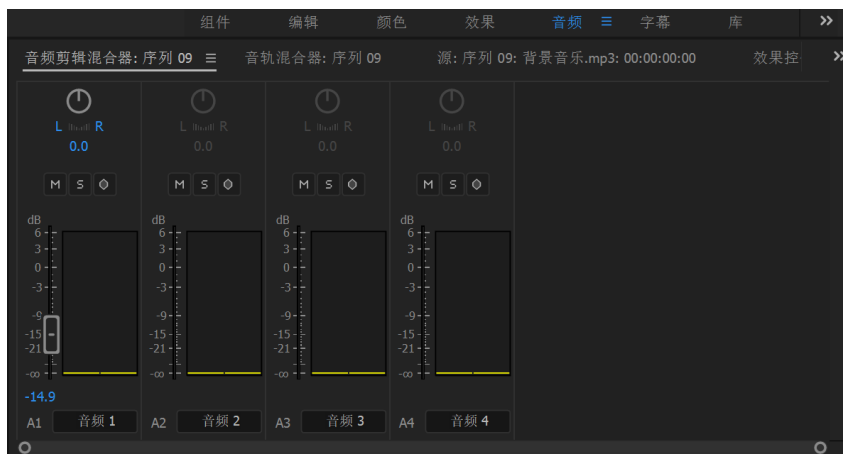 组件 编辑 颜色 效果 音频 ☰ 字幕 库 »
音频剪辑混合器: 序列 09 ☰ 音轨混合器: 序列 09 源: 序列 09: 背景音乐.mp3: 00:00:00:00 效果控 »
L R L R L R L R
0.0 0.0 0.0 0.0
M S M S M S M S
dB dB dB dB
6 6 6 6
3 3 3 3
0 0 0 0
-3 -3 -3 -3
-9 -9 -9 -9
-15 -15 -15 -15
-21 -21 -21 -21
-∞ -∞ -∞ -∞
-14.9
A1 音频 1 A2 音频 2 A3 音频 3 A4 音频 4